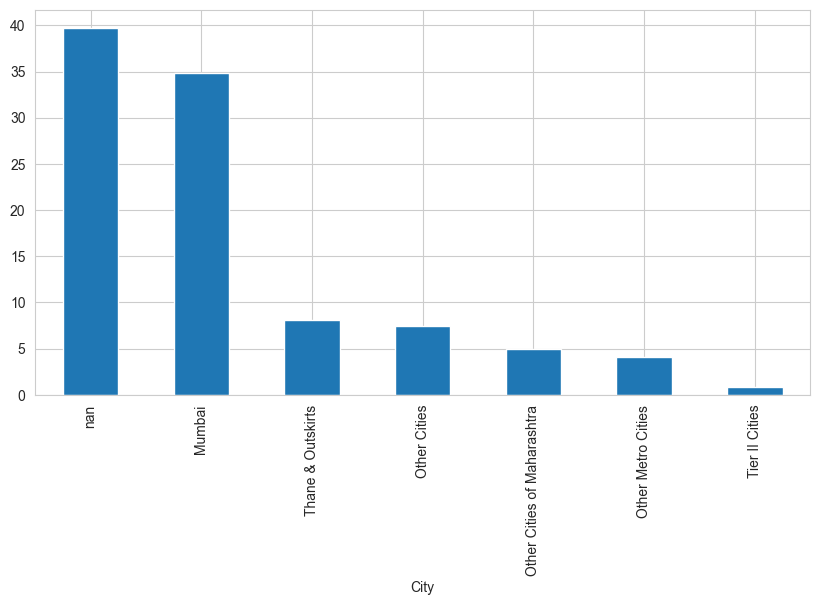 40
35
30
25
20
15
10
5
0
nan
Mumbai
Thane & Outskirts
Other Cities
Other Cities of Maharashtra
Other Metro Cities
Tier II Cities
City